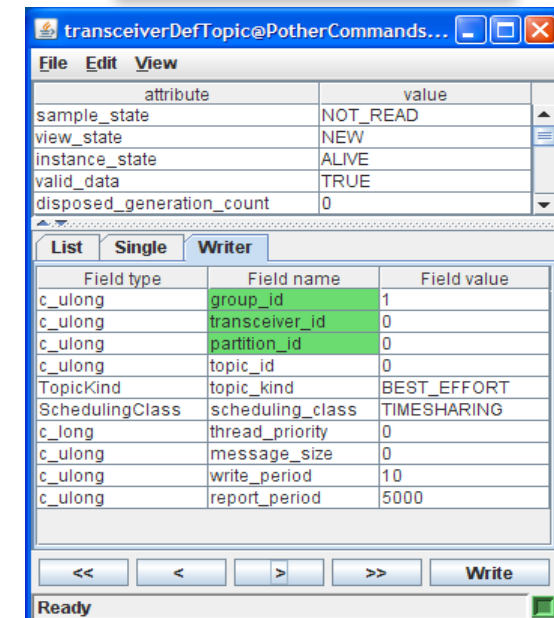 transceiverDefTopic@PotherCommands...
File Edit View
attribute value
sample_state NOT_READ
view_state NEW
instance_state ALIVE
valid_data TRUE
disposed_generation_count 0
List Single Writer
Field type Field name Field value
c_ulong group_id 1
c_ulong transceiver_id 0
c_ulong partition_id 0
c_ulong topic_id 0
TopicKind topic_kind BEST_EFFORT
SchedulingClass scheduling_class TIMESHARING
c_long thread_priority 0
c_ulong message_size 0
c_ulong write_period 10
c_ulong report_period 5000
<< < > >> Write
Ready